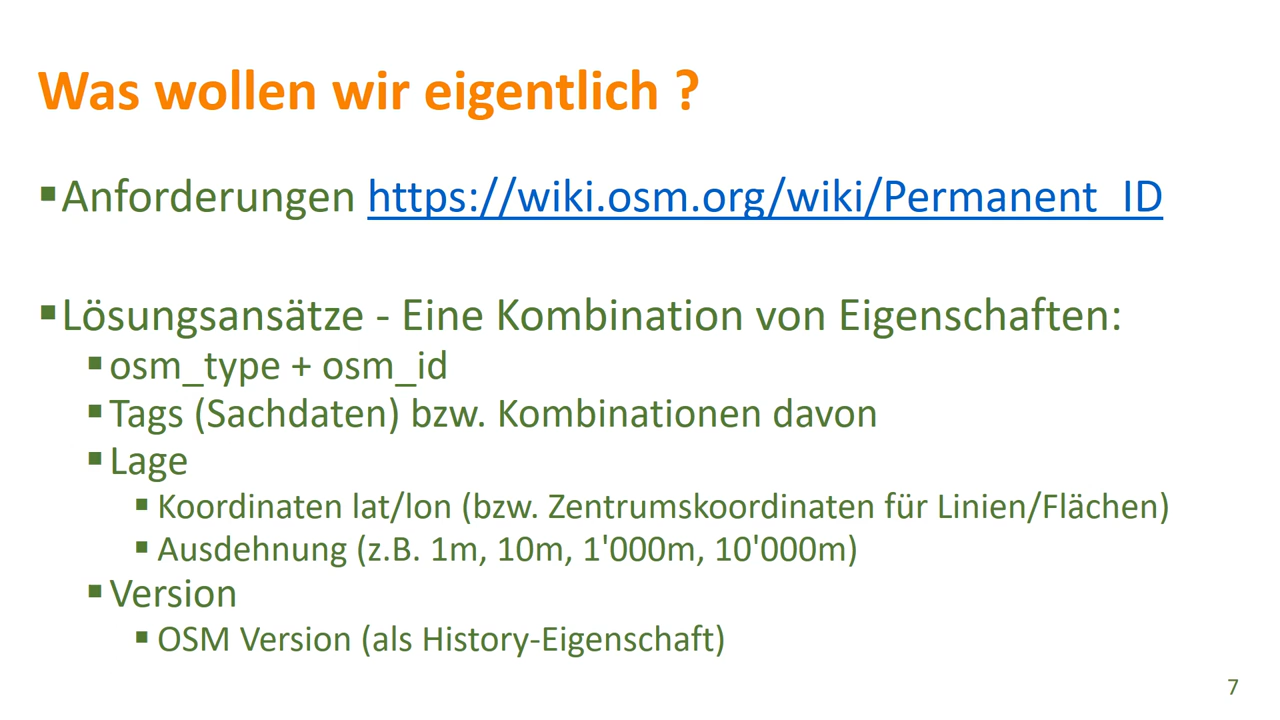 Was wollen wir eigentlich ?
▪Anforderungen https://wiki.osm.org/wiki/Permanent_ID
▪Lösungsansätze - Eine Kombination von Eigenschaften:
▪osm_type + osm_id
▪Tags (Sachdaten) bzw. Kombinationen davon
▪Lage
▪Koordinaten lat/lon (bzw. Zentrumskoordinaten für Linien/Flächen)
▪Ausdehnung (z.B. 1m, 10m, 1'000m, 10'000m)
▪Version
▪OSM Version (als History-Eigenschaft)
7